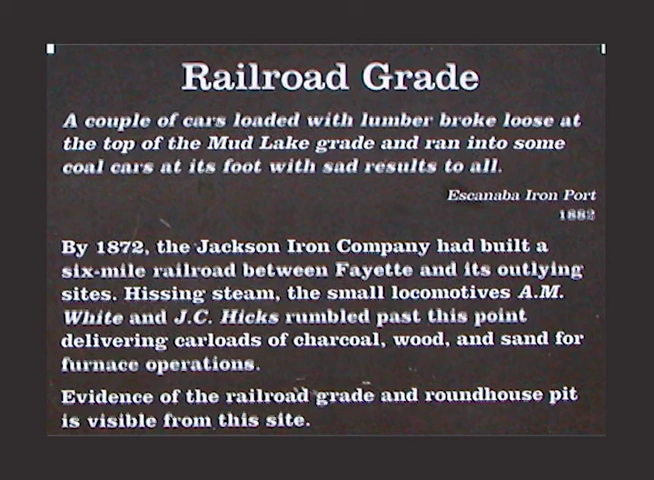 Railroad Grade
A couple of cars loaded with lumber broke loose at
the top of the Mud Lake grade and ran into some
coal cars at its foot with sad results to all.
Escanaba Iron Port
1882
By 1872, the Jackson Iron Company had built a
six-mile railroad between Fayette and its outlying
sites. Hissing steam, the small locomotives A.M.
White and J.C. Hicks rumbled past this point
delivering carloads of charcoal, wood, and sand for
furnace operations.
Evidence of the railroad grade and roundhouse pit
is visible from this site.